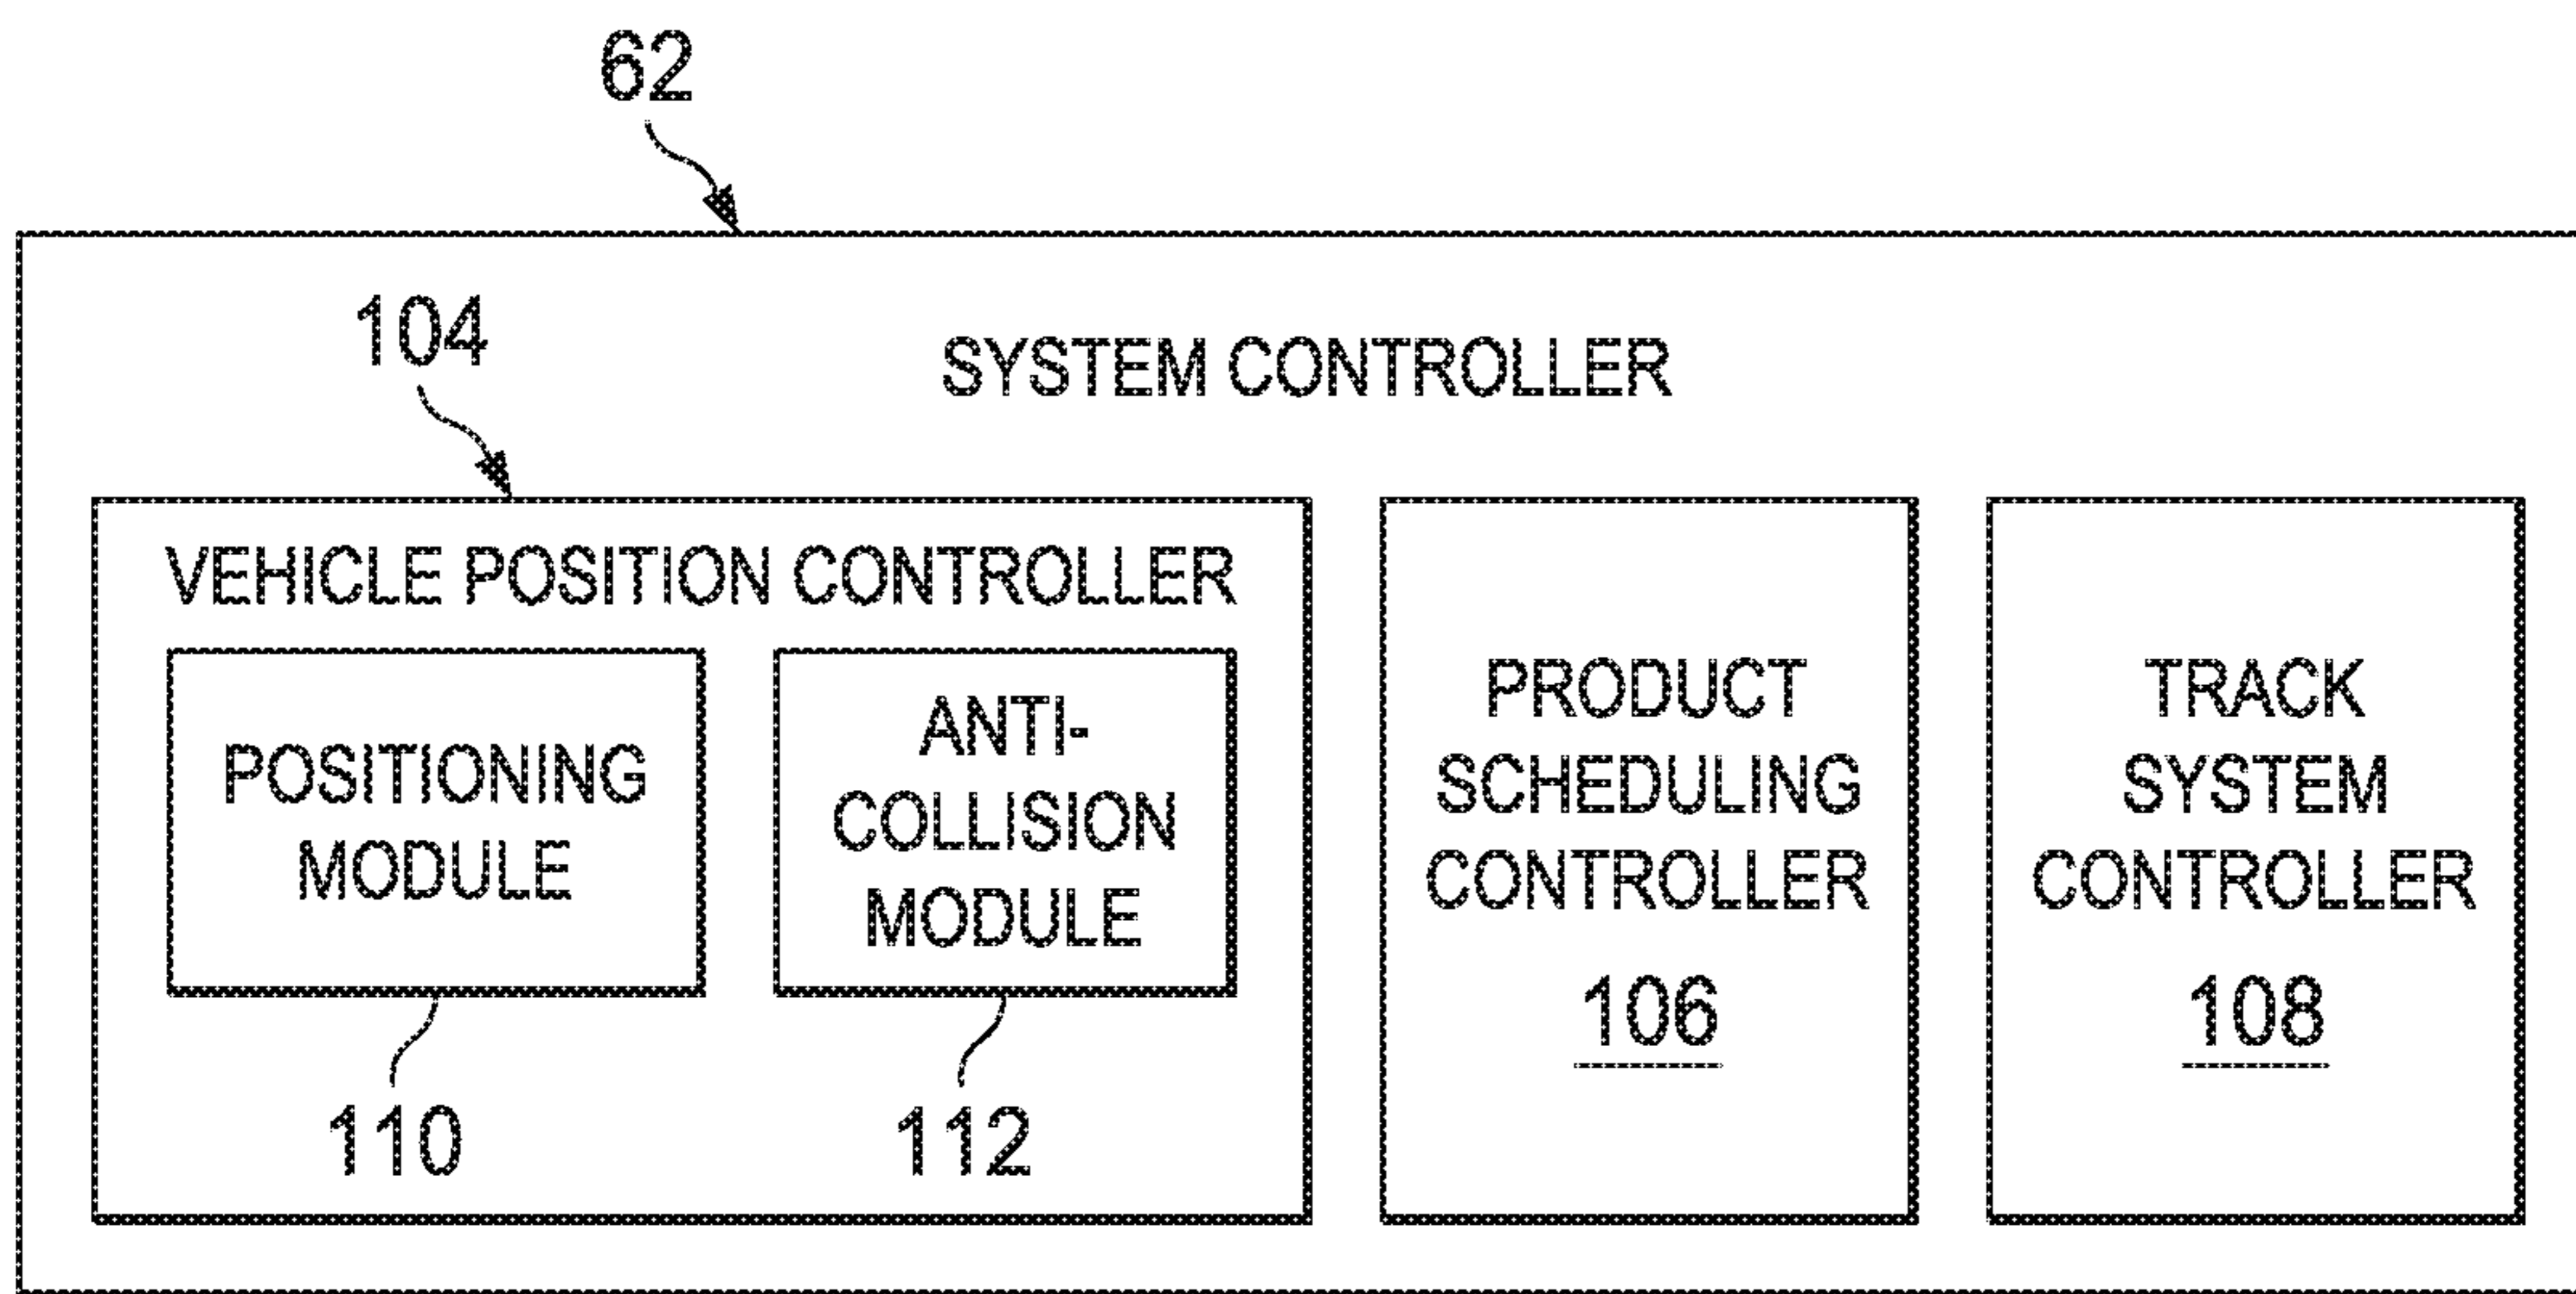 62
104
SYSTEM CONTROLLER
VEHICLE POSITION CONTROLLER
POSITIONING
MODULE
110
ANTI-
COLLISION
MODULE
112
PRODUCT
SCHEDULING
CONTROLLER
106
TRACK
SYSTEM
CONTROLLER
108